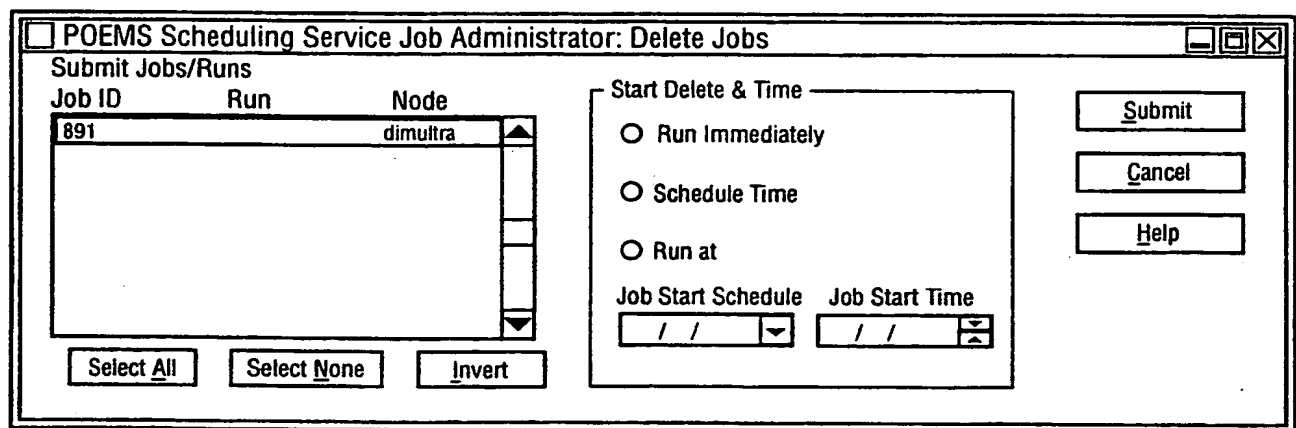 POEMS Scheduling Service Job Administrator: Delete Jobs
Submit Jobs/Runs
Job ID Run Node
891 dimultra
Select All Select None Invert
Start Delete & Time
Run Immediately
Schedule Time
Run at
Job Start Schedule Job Start Time
/ / / /
Submit
Cancel
Help